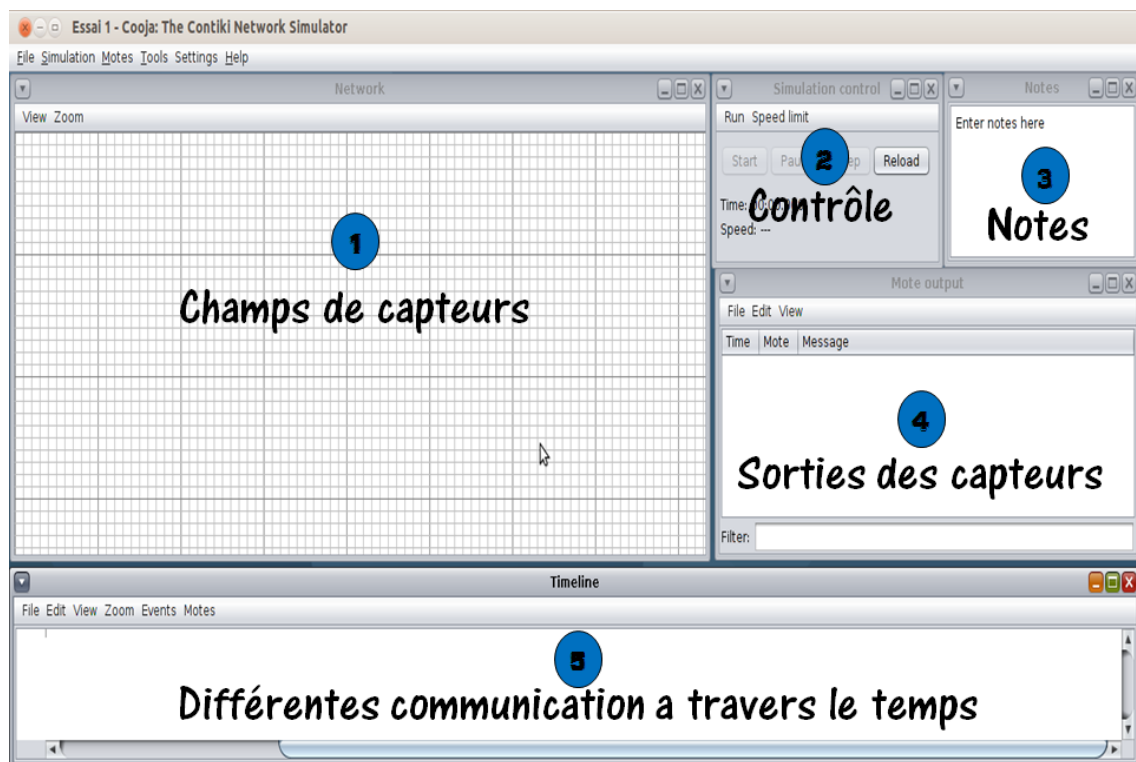 Essai 1 - Cooja: The Contiki Network Simulator
File Simulation Motes Tools Settings Help
Network
View Zoom
1
Champs de capteurs
Simulation control
Run Speed limit
Start Reload
2
Contrôle
Time:
Speed: ---
Notes
Enter notes here
3
Notes
Mote output
File Edit View
Time Mote Message
4
Sorties des capteurs
Filter:
Timeline
File Edit View Zoom Events Motes
5
Différentes communication a travers le temps